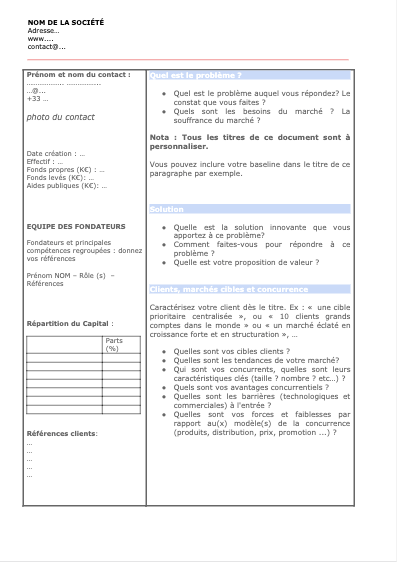 NOM DE LA SOCIÉTÉ
Adresse...
www....
contact@...
Prénom et nom du contact :
................... ..................
...@...
+33 ...
photo du contact
Date création : ...
Effectif : ...
Fonds propres (K€) : ...
Fonds levés (K€): ...
Aides publiques (K€): ...
EQUIPE DES FONDATEURS
Fondateurs et principales
compétences regroupées : donnez
vos références
Prénom NOM – Rôle (s) –
Références
Répartition du Capital :
Parts
(%)
Références clients:
...
...
...
...
...
Quel est le problème ?
• Quel est le problème auquel vous répondez? Le
constat que vous faites ?
• Quels sont les besoins du marché ? La
souffrance du marché ?
Nota : Tous les titres de ce document sont à
personnaliser.
Vous pouvez inclure votre baseline dans le titre de ce
paragraphe par exemple.
Solution
• Quelle est la solution innovante que vous
apportez à ce problème?
• Comment faites-vous pour répondre à ce
problème ?
• Quelle est votre proposition de valeur ?
Clients, marchés cibles et concurrence
Caractérisez votre client dès le titre. Ex : « une cible
prioritaire centralisée », ou « 10 clients grands
comptes dans le monde » ou « un marché éclaté en
croissance forte et en structuration », ...
• Quelles sont vos cibles clients ?
• Quelles sont les tendances de votre marché?
• Qui sont vos concurrents, quelles sont leurs
caractéristiques clés (taille ? nombre ? etc...) ?
• Quels sont vos avantages concurrentiels ?
• Quelles sont les barrières (technologiques et
commerciales) à l'entrée ?
• Quelles sont vos forces et faiblesses par
rapport au(x) modèle(s) de la concurrence
(produits, distribution, prix, promotion ...) ?